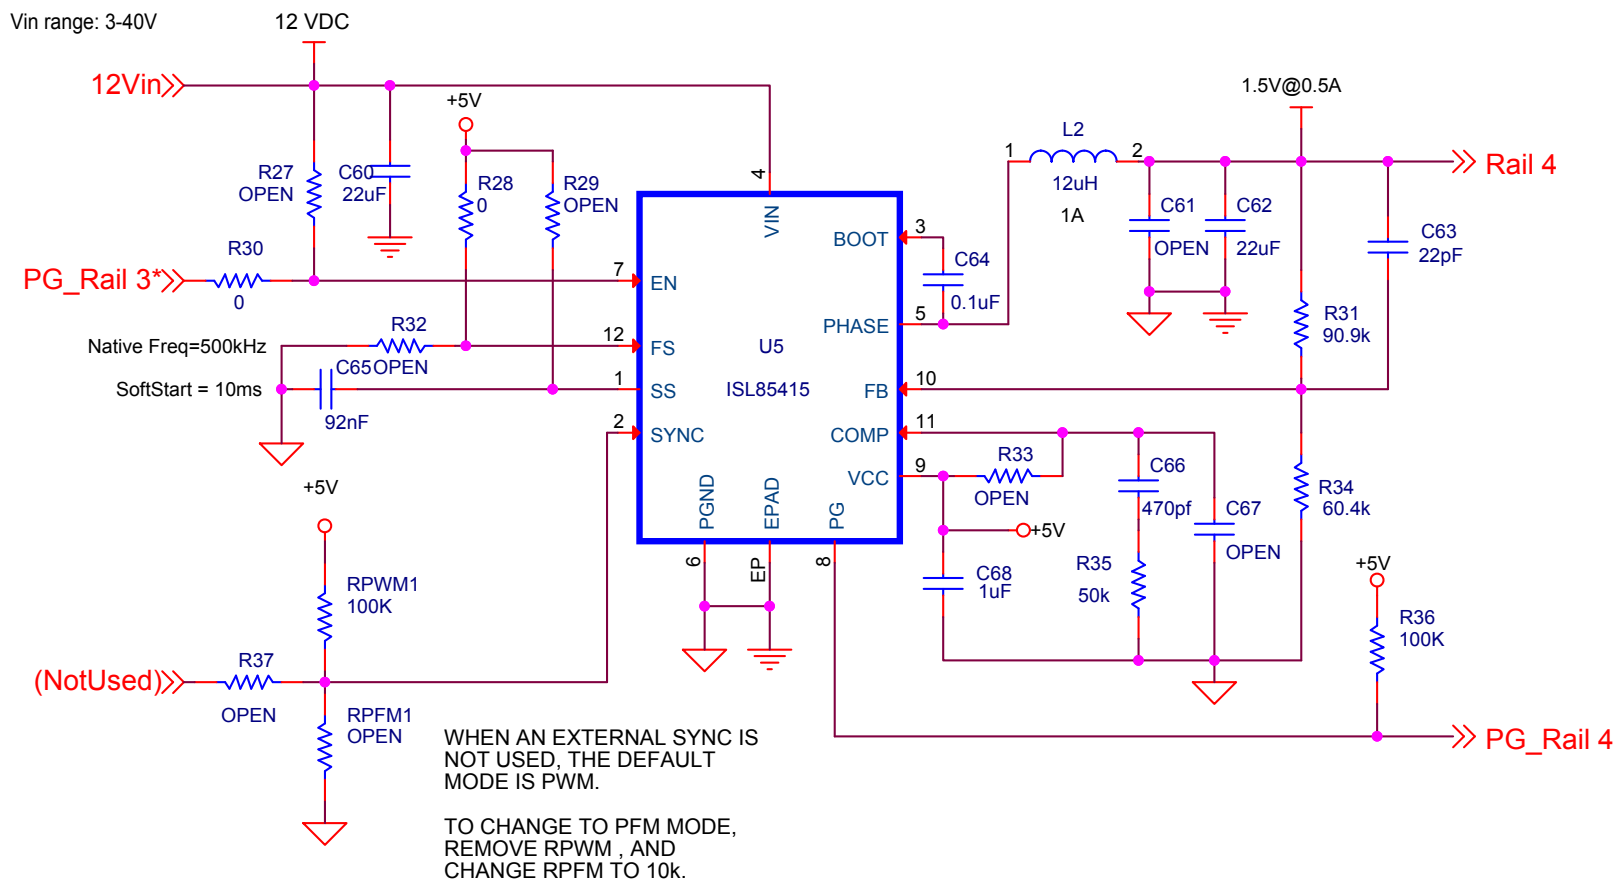 Vin range: 3-40V
12 VDC
12Vin
+5V
1.5V@0.5A
L2
1
2
12uH
1A
Rail 4
R27
OPEN
C60
22uF
R28
0
R29
OPEN
4
VIN
C61
OPEN
C62
22uF
C63
22pF
3
BOOT
C64
0.1uF
R30
0
PG_Rail 3*
7
EN
5
PHASE
R31
90.9k
Native Freq=500kHz
R32
OPEN
12
FS
U5
ISL85415
SoftStart = 10ms
C65
92nF
1
SS
10
FB
2
SYNC
11
COMP
9
VCC
R33
OPEN
C66
470pf
C67
OPEN
R34
60.4k
+5V
PGND
EPAD
PG
6
EP
8
+5V
C68
1uF
R35
50k
+5V
R36
100K
RPWM1
100K
R37
OPEN
(NotUsed)
RPFM1
OPEN
PG_Rail 4
WHEN AN EXTERNAL SYNC IS
NOT USED, THE DEFAULT
MODE IS PWM.
TO CHANGE TO PFM MODE,
REMOVE RPWM , AND
CHANGE RPFM TO 10k.